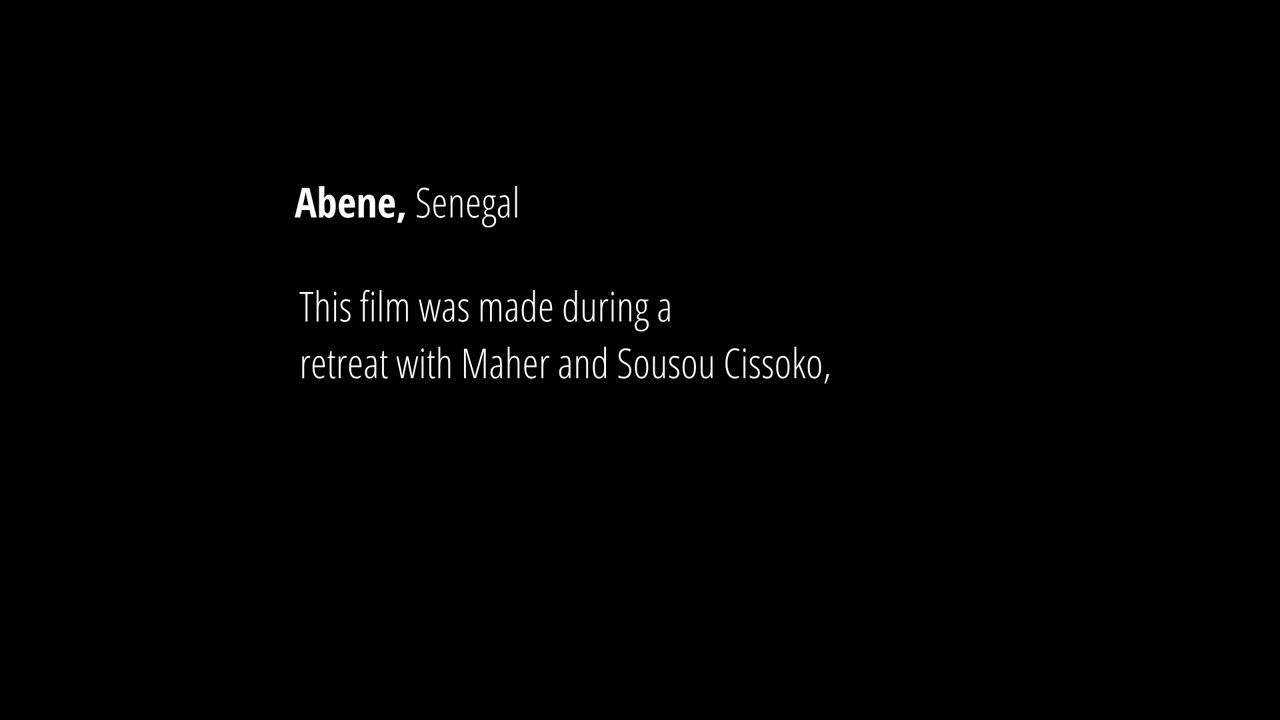 Abene, Senegal
This film was made during a
retreat with Maher and Sousou Cissoko,